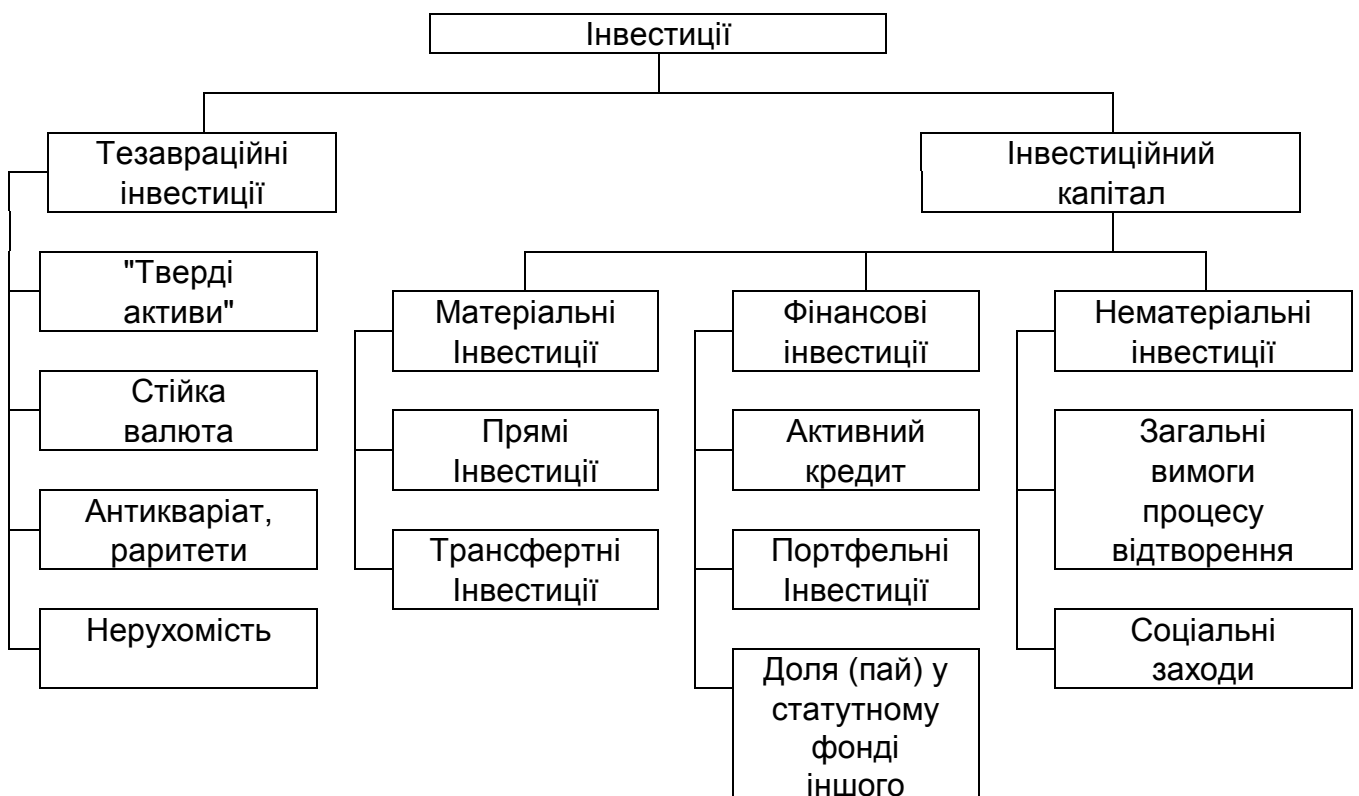 Інвестиції
Тезавраційні
інвестиції
Інвестиційний
капітал
"Тверді
активи"
Стійка
валюта
Антикваріат,
раритети
Нерухомість
Матеріальні
Інвестиції
Прямі
Інвестиції
Трансфертні
Інвестиції
Фінансові
інвестиції
Активний
кредит
Портфельні
Інвестиції
Доля (пай) у
статутному
фонді
іншого
Нематеріальні
інвестиції
Загальні
вимоги
процесу
відтворення
Соціальні
заходи